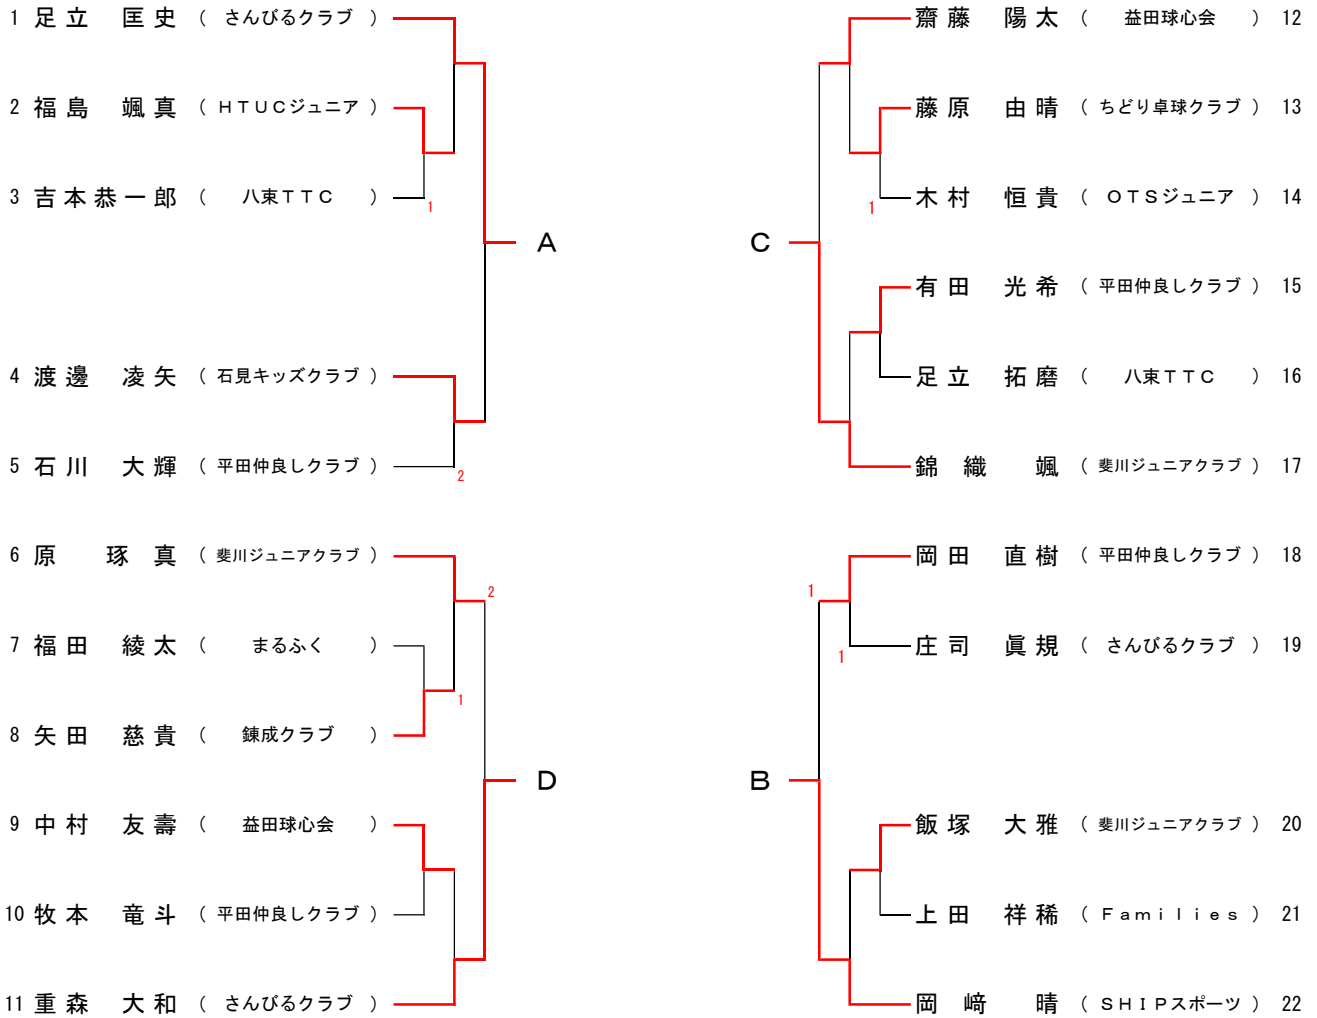 1 足立 匡史 （ さんびるクラブ ）
2 福島 颯真 （ ＨＴＵＣジュニア ）
3 吉本恭一郎 （ 八束ＴＴＣ ）
1
A
4 渡邊 凌矢 （ 石見キッズクラブ ）
5 石川 大輝 （ 平田仲良しクラブ ）
2
6 原 琢真 （ 斐川ジュニアクラブ ）
2
7 福田 綾太 （ まるふく ）
1
8 矢田 慈貴 （ 錬成クラブ ）
D
9 中村 友壽 （ 益田球心会 ）
10 牧本 竜斗 （ 平田仲良しクラブ ）
11 重森 大和 （ さんびるクラブ ）
齋藤 陽太 （ 益田球心会 ） 12
藤原 由晴 （ ちどり卓球クラブ ） 13
木村 恒貴 （ ＯＴＳジュニア ） 14
1
C
有田 光希 （ 平田仲良しクラブ ） 15
足立 拓磨 （ 八束ＴＴＣ ） 16
錦織 颯 （ 斐川ジュニアクラブ ） 17
岡田 直樹 （ 平田仲良しクラブ ） 18
1
庄司 眞規 （ さんびるクラブ ） 19
1
B
飯塚 大雅 （ 斐川ジュニアクラブ ） 20
上田 祥稀 （ Ｆａｍｉｌｉｅｓ ） 21
岡﨑 晴 （ ＳＨＩＰスポーツ ） 22